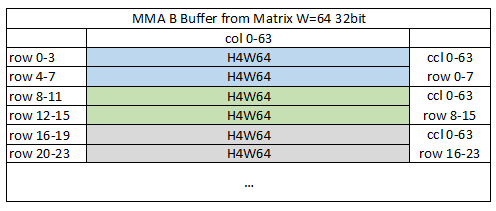 MMA B Buffer from Matrix W=64 32bit
col 0-63
row 0-3 H4W64 ccl 0-63
row 4-7 H4W64 row 0-7
row 8-11 H4W64 ccl 0-63
row 12-15 H4W64 row 8-15
row 16-19 H4W64 ccl 0-63
row 20-23 H4W64 row 16-23
...